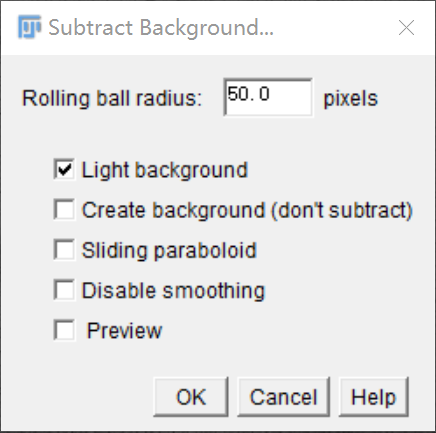 Subtract Background...
Rolling ball radius: 50.0 pixels
Light background
Create background (don't subtract)
Sliding paraboloid
Disable smoothing
Preview
OK Cancel Help